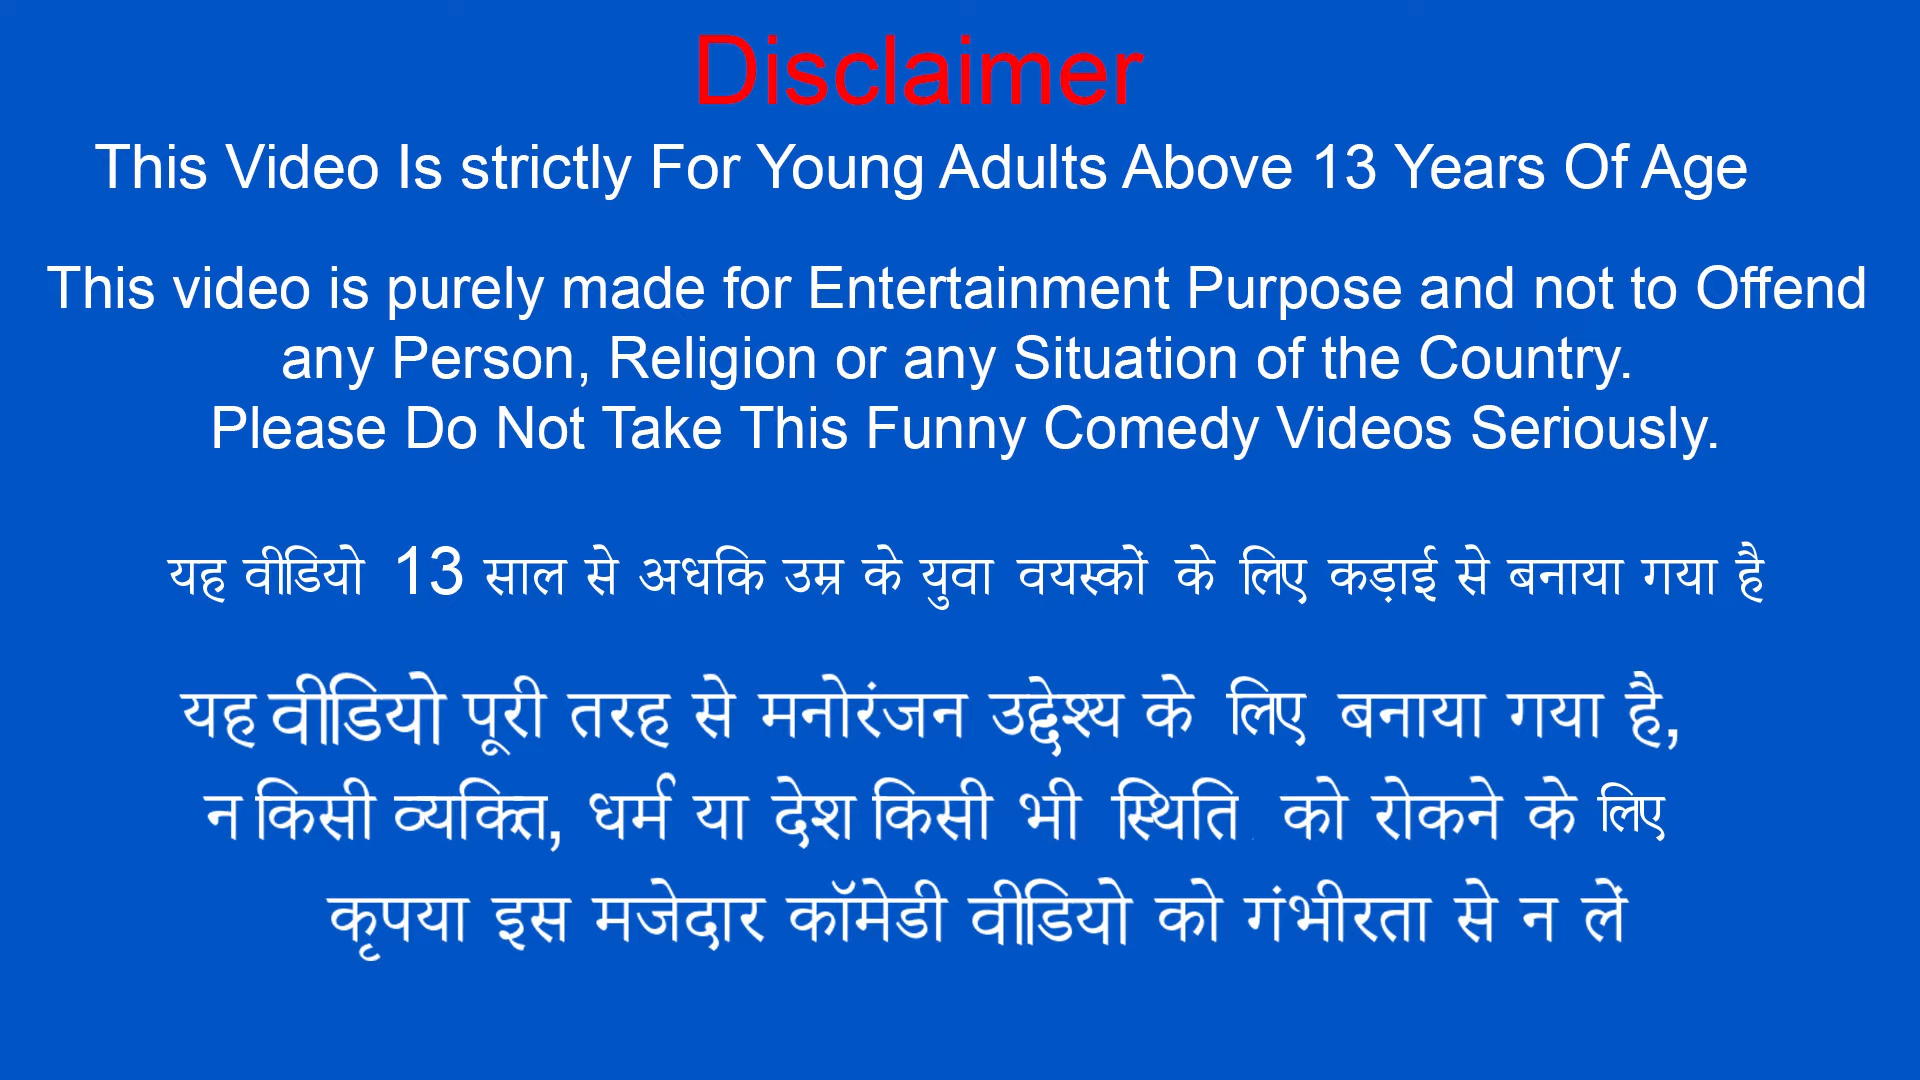 Disclaimer
This Video Is strictly For Young Adults Above 13 Years Of Age
This video is purely made for Entertainment Purpose and not to Offend
any Person, Religion or any Situation of the Country.
Please Do Not Take This Funny Comedy Videos Seriously.
यह वीडियो 13 साल से अधकि उम्र के युवा वयस्कों के लिए कड़ाई से बनाया गया है
यह वीडियो पूरी तरह से मनोरंजन उद्देश्य के लिए बनाया गया है,
न किसी व्यक्ति, धर्म या देश किसी भी स्थिति को रोकने के लिए
कृपया इस मजेदार कॉमेडी वीडियो को गंभीरता से न लें